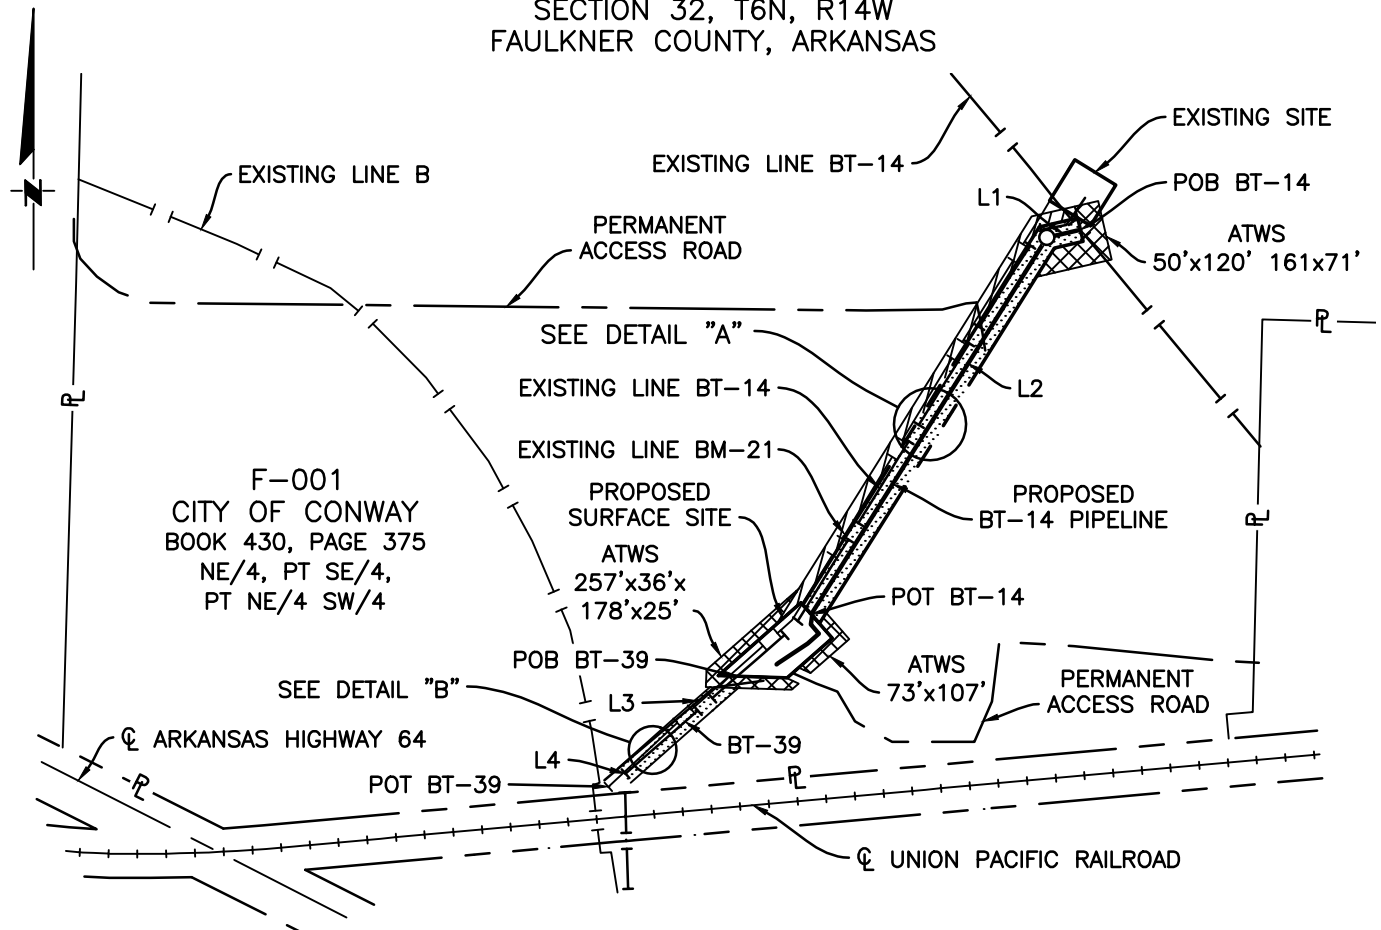 SECTION 32, T6N, R14W
FAULKNER COUNTY, ARKANSAS
EXISTING SITE
EXISTING LINE BT-14
EXISTING LINE B
POB BT-14
L1
N
PERMANENT
ACCESS ROAD
ATWS
50'x120' 161x71'
SEE DETAIL "A"
PL
EXISTING LINE BT-14
L2
PL
EXISTING LINE BM-21
F-001
CITY OF CONWAY
BOOK 430, PAGE 375
NE/4, PT SE/4,
PT NE/4 SW/4
PROPOSED
SURFACE SITE
PROPOSED
BT-14 PIPELINE
PL
ATWS
257'x36'x
178'x25'
POT BT-14
POB BT-39
ATWS
73'x107'
SEE DETAIL "B"
PERMANENT
ACCESS ROAD
L3
CL ARKANSAS HIGHWAY 64
BT-39
L4
PL
PL
POT BT-39
CL UNION PACIFIC RAILROAD